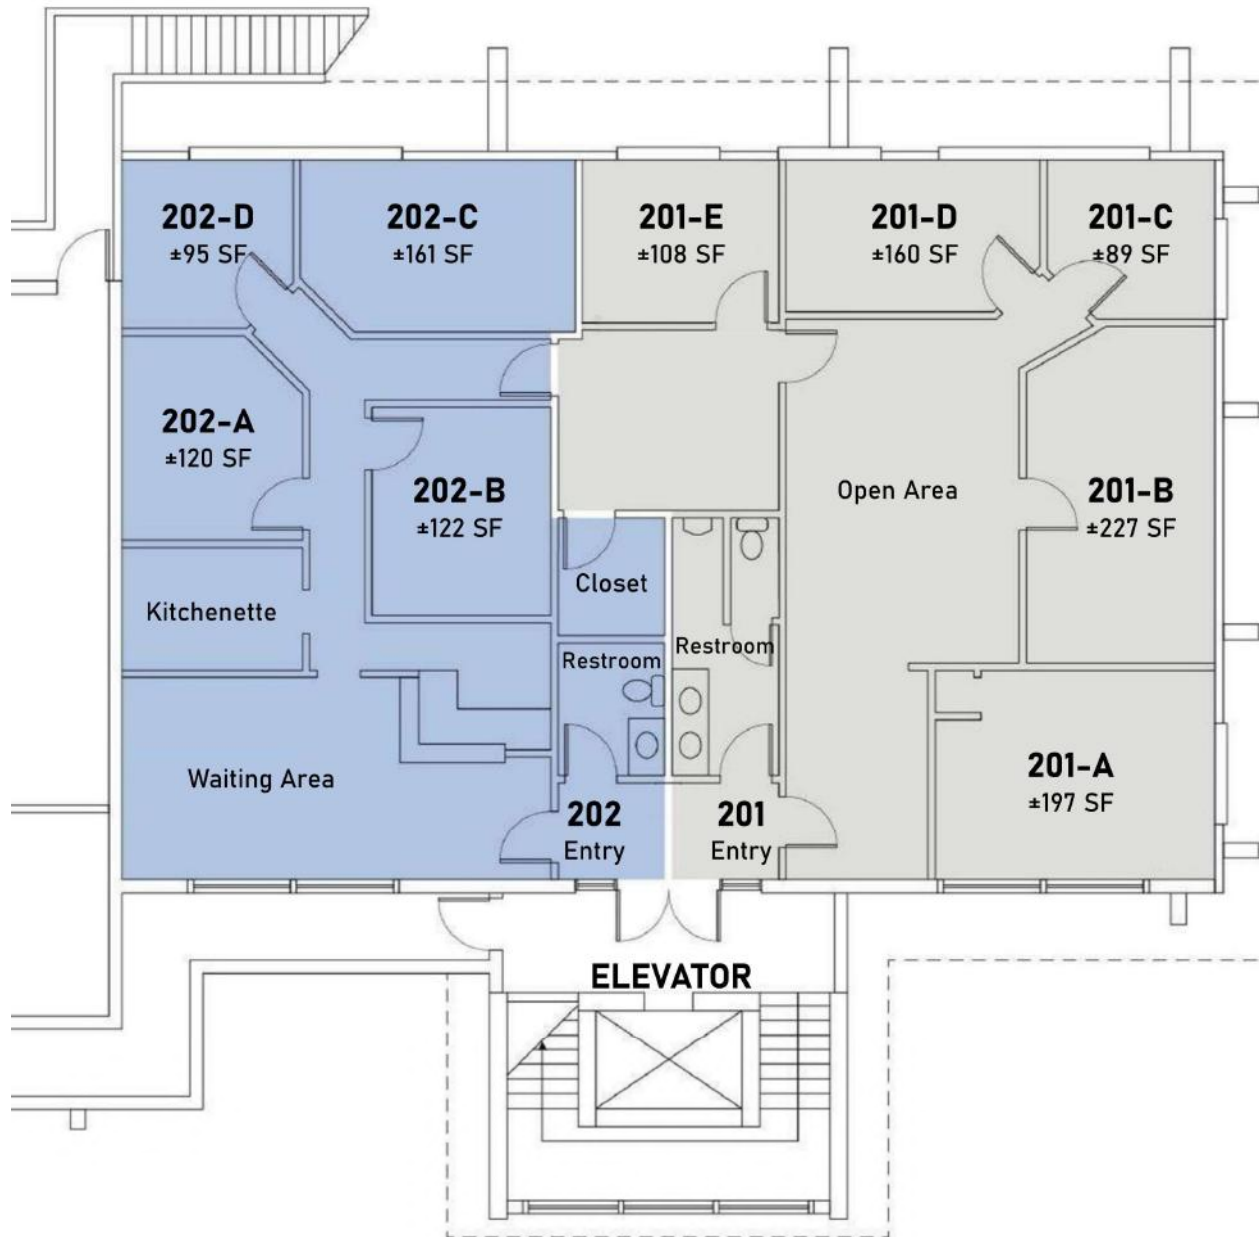 202-D
±95 SF
202-C
±161 SF
201-E
±108 SF
201-D
±160 SF
201-C
±89 SF
202-A
±120 SF
202-B
±122 SF
Open Area
201-B
±227 SF
Kitchenette
Closet
Restroom
Restroom
Waiting Area
202
Entry
201
Entry
201-A
±197 SF
ELEVATOR